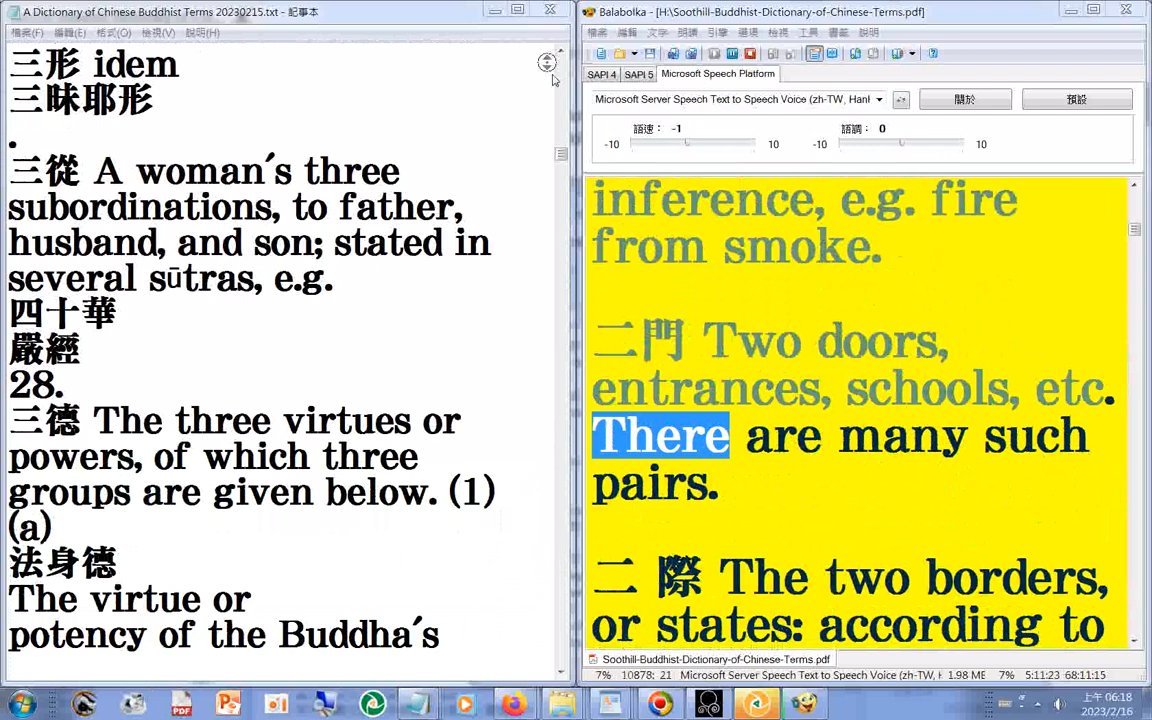 A Dictionary of Chinese Buddhist Terms 20230215.txt - 記事本
檔案(F) 編輯(E) 格式(O) 檢視(V) 說明(H)
三形 idem
三昧耶形
.
三從 A woman's three
subordinations, to father,
husband, and son; stated in
several sūtras, e.g.
四十華
嚴經
28.
三德 The three virtues or
powers, of which three
groups are given below. (1)
(a)
法身德
The virtue or
potency of the Buddha's
Balabolka - [H:\Soothill-Buddhist-Dictionary-of-Chinese-Terms.pdf]
檔案 編輯 文字 朗讀 引擎 選項 檢視 工具 書籤 說明
SAPI 4 SAPI 5 Microsoft Speech Platform
Microsoft Server Speech Text to Speech Voice (zh-TW, Hanl
關於 預設
語速： -1 語調： 0
-10 10 -10 10
inference, e.g. fire
from smoke.
二門 Two doors,
entrances, schools, etc.
There are many such
pairs.
二 際 The two borders,
or states: according to
Soothill-Buddhist-Dictionary-of-Chinese-Terms.pdf
7% 10878; 21 Microsoft Server Speech Text to Speech Voice (zh-TW, H 1.98 ME 7% 5:11:23 68:11:15
上午 06:18
2023/2/16